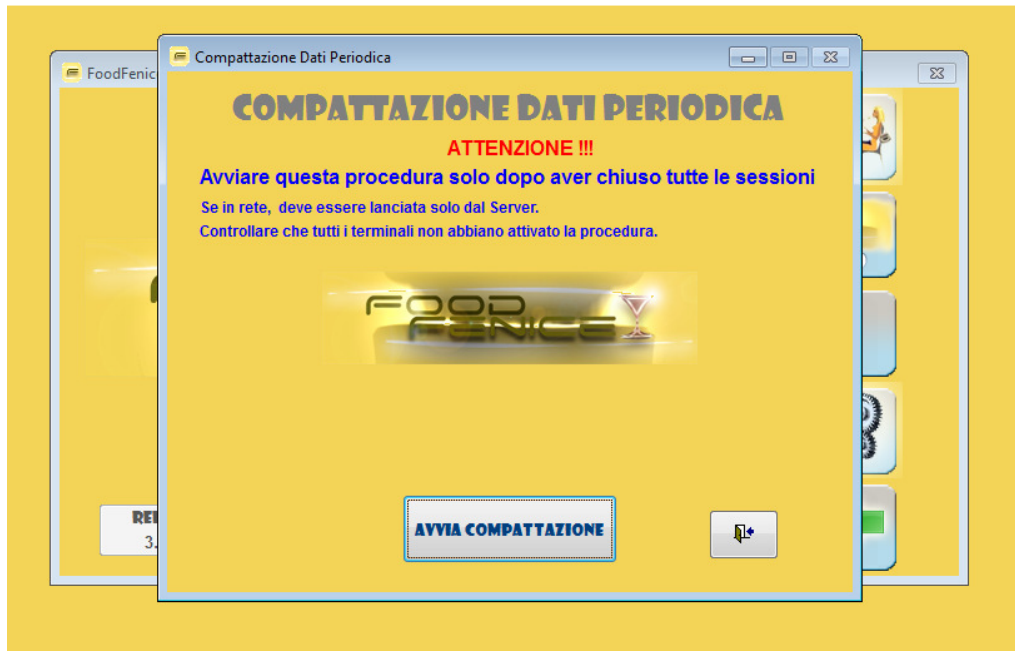 Compattazione Dati Periodica
FoodFenic
COMPATTAZIONE DATI PERIODICA
ATTENZIONE !!!
Avviare questa procedura solo dopo aver chiuso tutte le sessioni
Se in rete, deve essere lanciata solo dal Server.
Controllare che tutti i terminali non abbiano attivato la procedura.
FOOD
FENICE
REI
3.
AVVIA COMPATTAZIONE